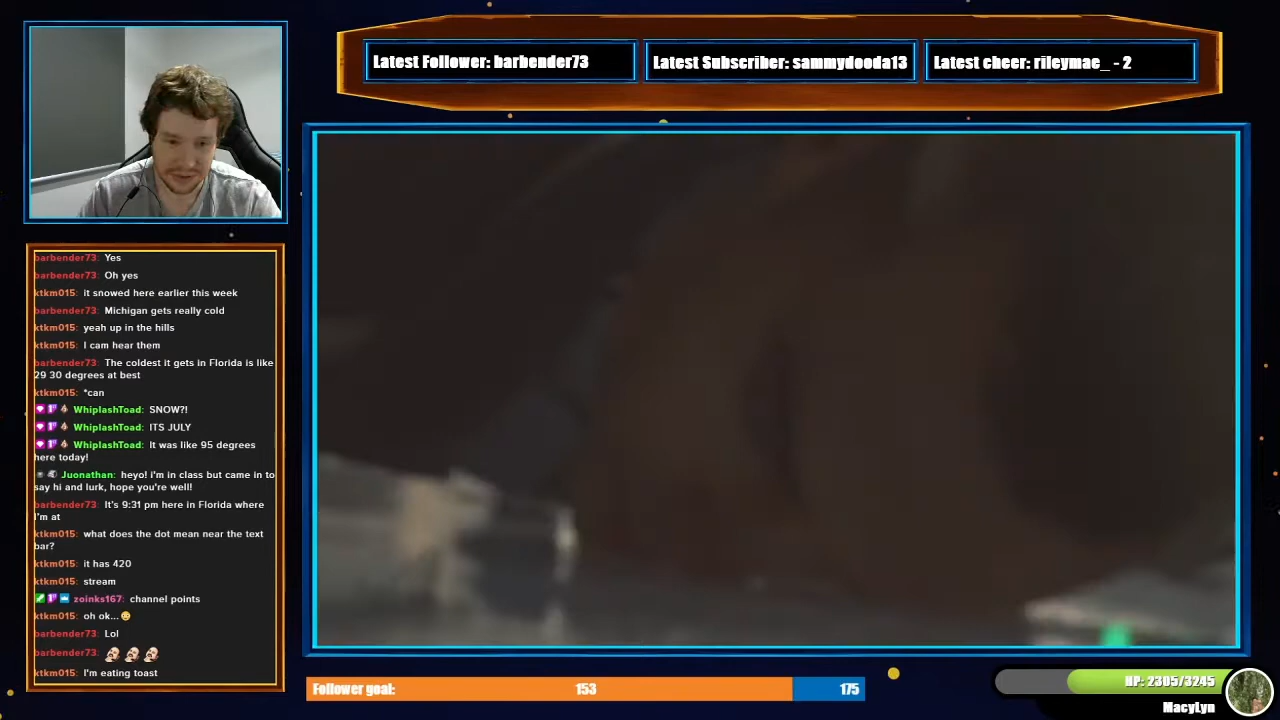 Latest Follower: barbender73
Latest Subscriber: sammydooda13
Latest cheer: rileymae_ - 2
barbender73: Yes
barbender73: Oh yes
ktkm015: it snowed here earlier this week
barbender73: Michigan gets really cold
ktkm015: yeah up in the hills
ktkm015: I cam hear them
barbender73: The coldest it gets in Florida is like
29 30 degrees at best
ktkm015: *can
WhiplashToad: SNOW?!
WhiplashToad: ITS JULY
WhiplashToad: It was like 95 degrees
here today!
Juonathan: heyo! i'm in class but came in to
say hi and lurk, hope you're well!
barbender73: It's 9:31 pm here in Florida where
I'm at
ktkm015: what does the dot mean near the text
bar?
ktkm015: it has 420
ktkm015: stream
zoinks167: channel points
ktkm015: oh ok...
barbender73: Lol
barbender73:
ktkm015: I'm eating toast
Follower goal: 153 175
HP: 2305/3245
MacyLyn